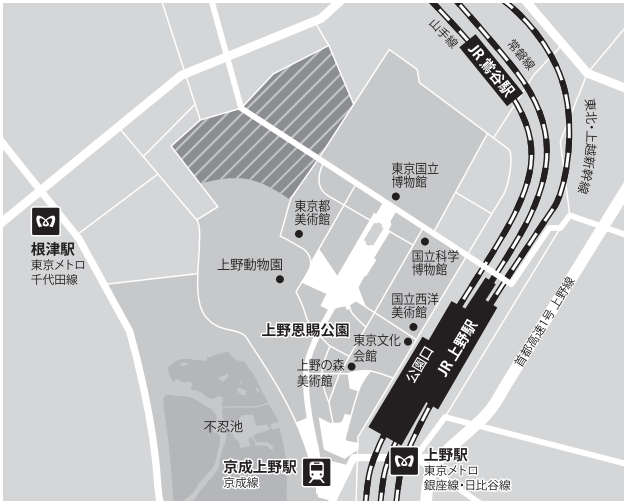 山手線
JR 鶯谷駅
常磐線
東北・上越新幹線
東京国立
博物館
東京都
美術館
根津駅
東京メトロ
千代田線
上野動物園
国立科学
博物館
国立西洋
美術館
首都高速1号 上野線
上野恩賜公園
東京文化
会館
公園口
JR 上野駅
上野の森
美術館
不忍池
京成上野駅
京成線
上野駅
東京メトロ
銀座線・日比谷線